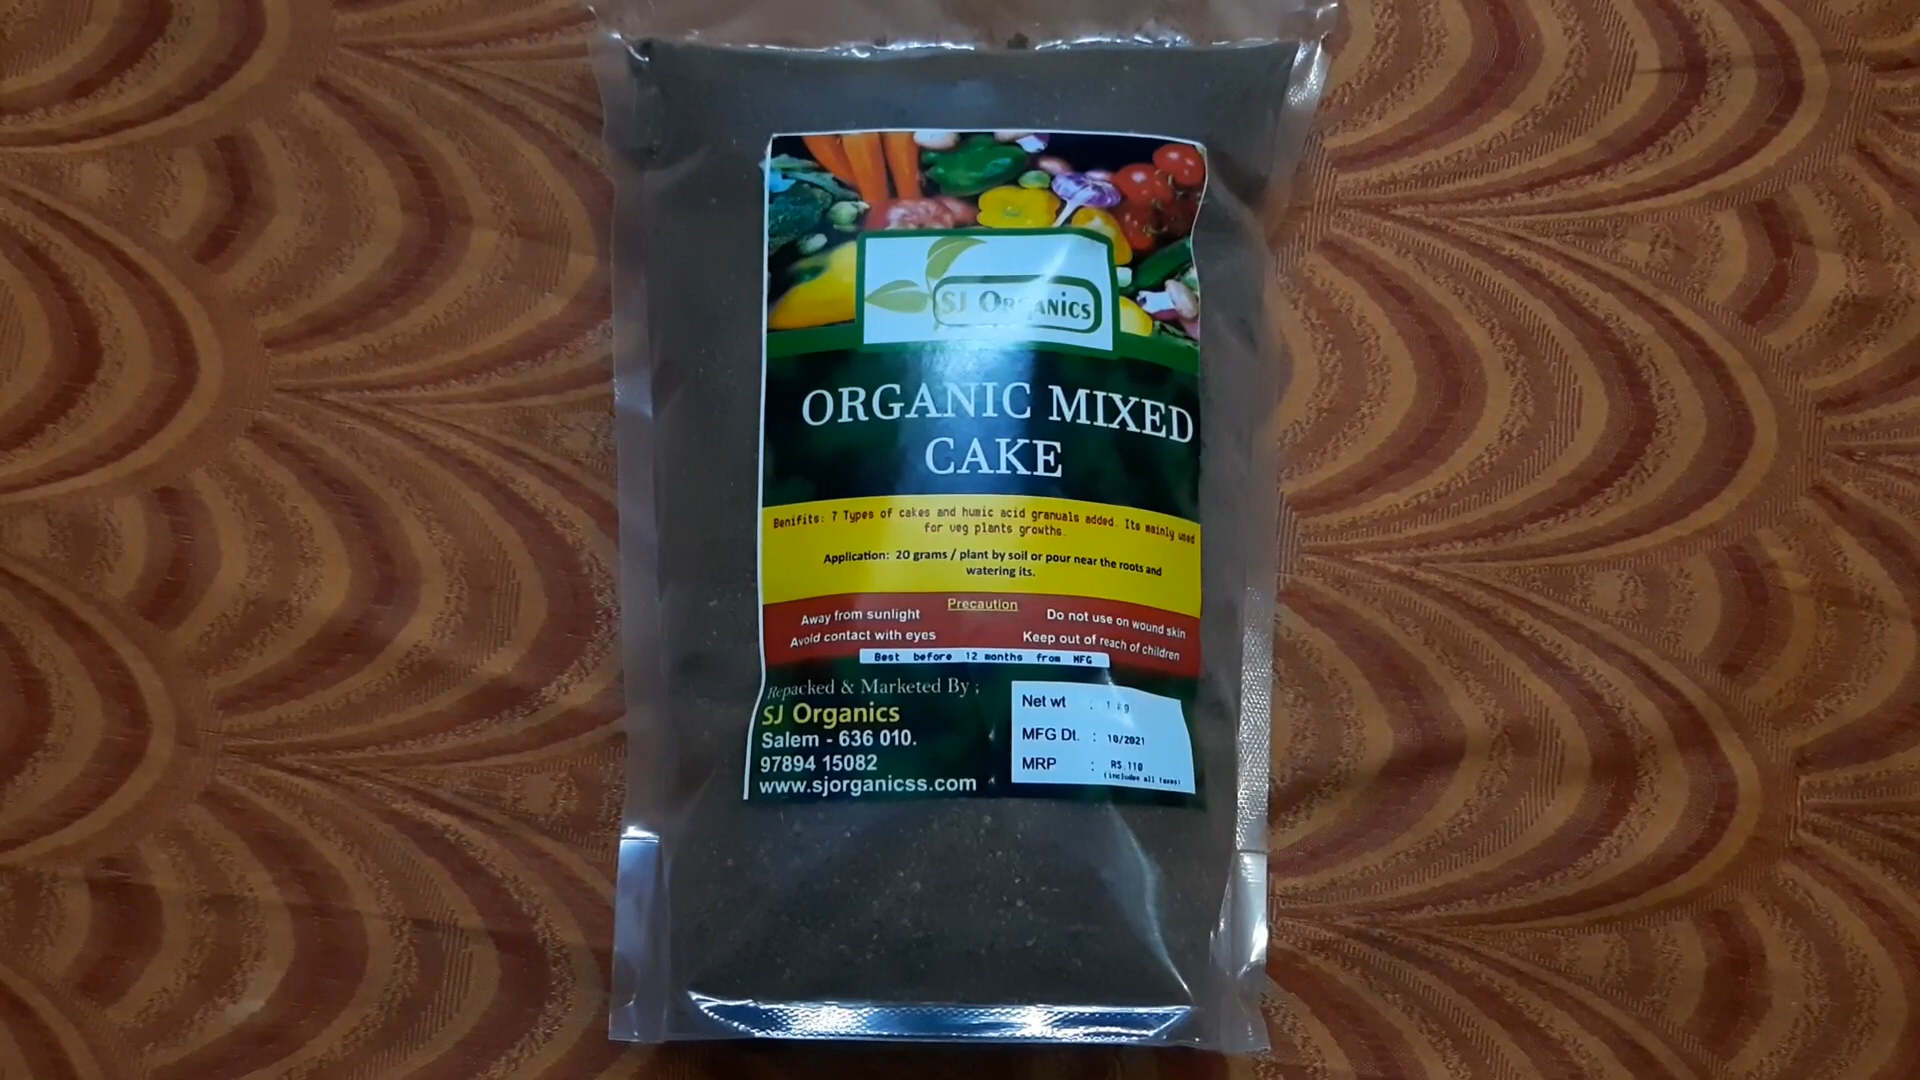 SJ ORGANICS
ORGANIC MIXED
CAKE
Benifits: 7 Types of cakes and humic acid granuals added. Its mainly used
for veg plants growths.
Application: 20 grams / plant by soil or pour near the roots and
watering its.
Precaution
Away from sunlight
Do not use on wound skin
Avoid contact with eyes
Keep out of reach of children
Best before 12 months from MFG
Repacked & Marketed By ;
SJ Organics
Salem - 636 010.
97894 15082
www.sjorganicss.com
Net wt : 1 kg
MFG Dt. : 10/2021
MRP : RS.110
(includes all taxes)